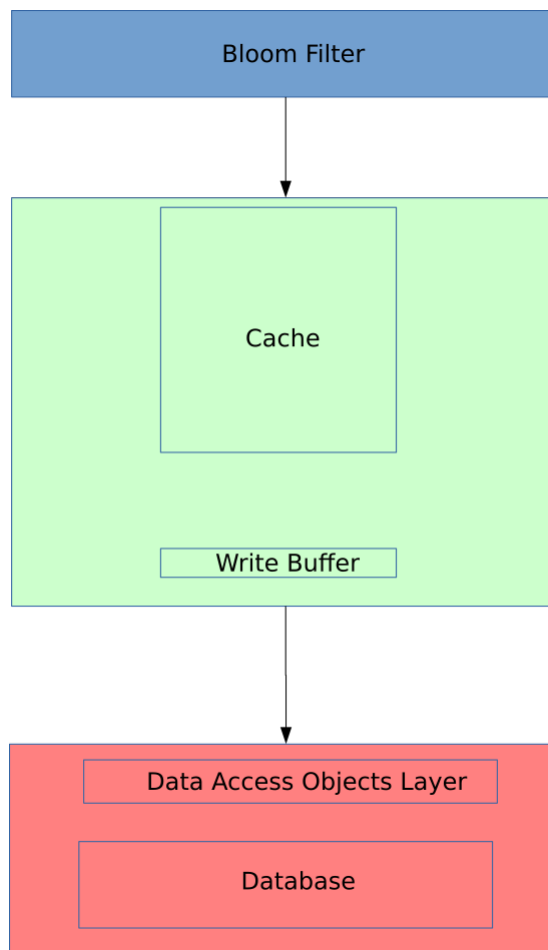 Bloom Filter
Cache
Write Buffer
Data Access Objects Layer
Database